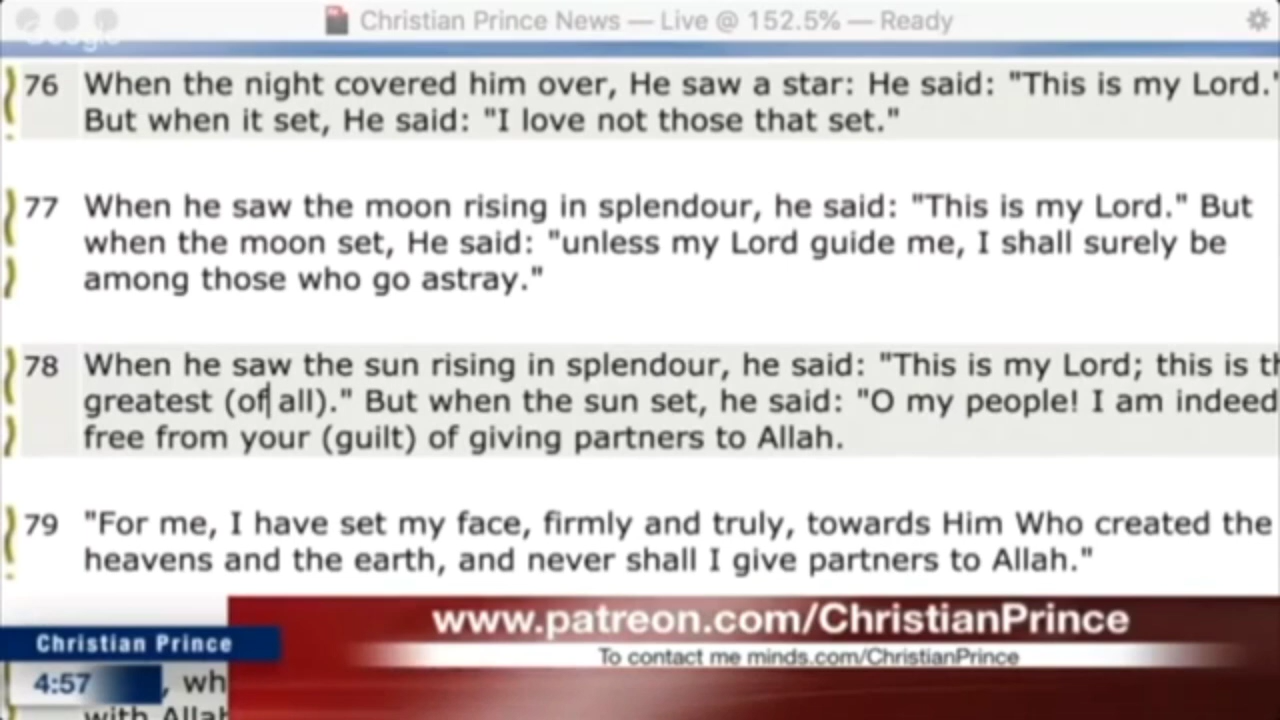 Christian Prince News — Live @ 152.5% — Ready
Google
76 When the night covered him over, He saw a star: He said: "This is my Lord."
But when it set, He said: "I love not those that set."
77 When he saw the moon rising in splendour, he said: "This is my Lord." But
when the moon set, He said: "unless my Lord guide me, I shall surely be
among those who go astray."
78 When he saw the sun rising in splendour, he said: "This is my Lord; this is th
greatest (of all)." But when the sun set, he said: "O my people! I am indeed
free from your (guilt) of giving partners to Allah.
79 "For me, I have set my face, firmly and truly, towards Him Who created the
heavens and the earth, and never shall I give partners to Allah."
www.patreon.com/ChristianPrince
Christian Prince
To contact me minds.com/ChristianPrince
4:57 , wh
with Allah